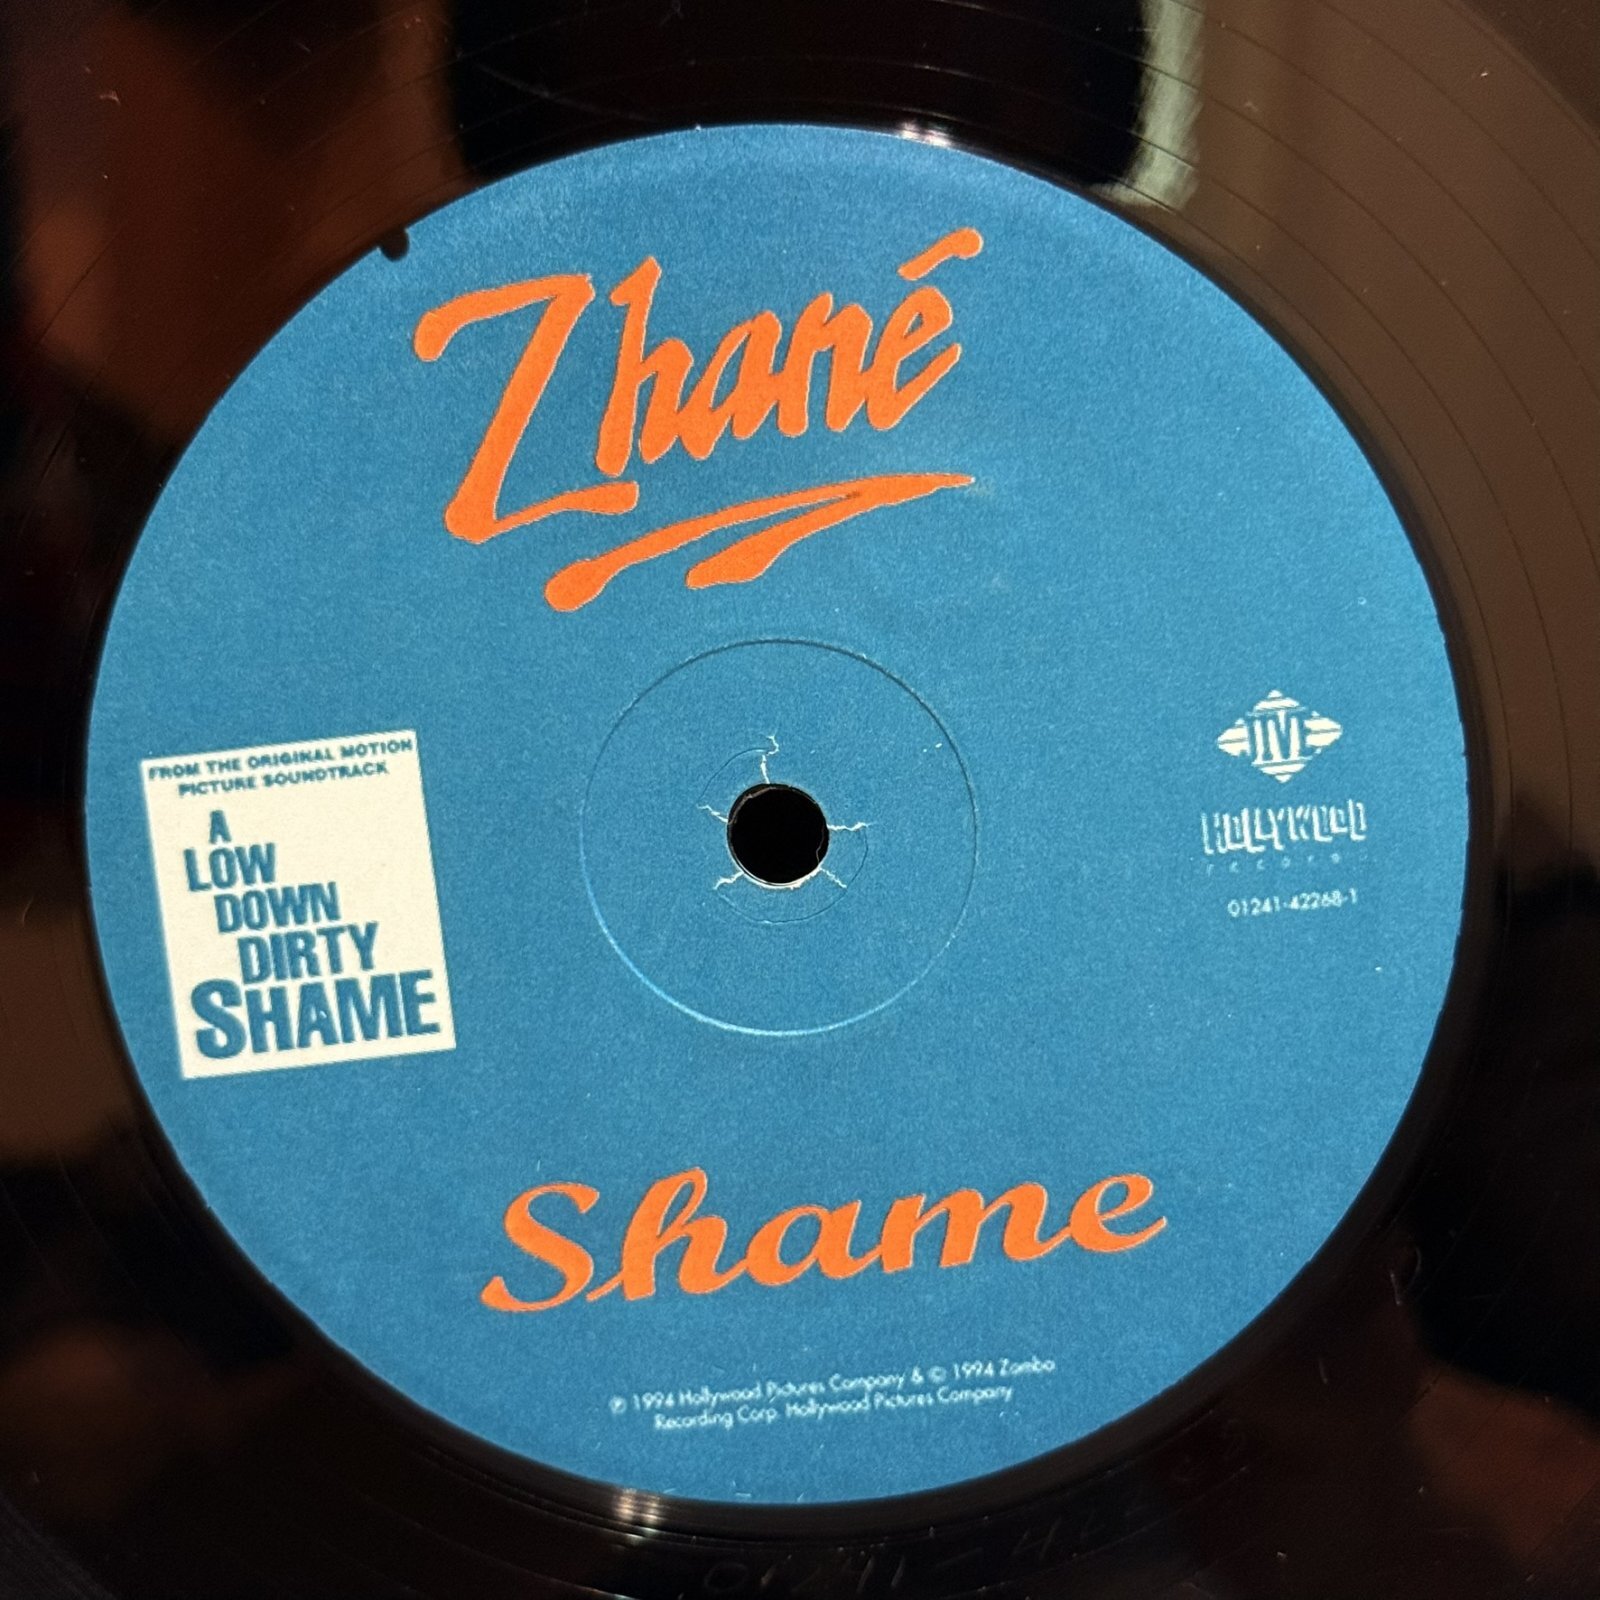 Zhané
FROM THE ORIGINAL MOTION
PICTURE SOUNDTRACK
A
LOW
DOWN
DIRTY
SHAME
JIVE
HOLLYWOOD
records
01241-42268-1
Shame
℗ 1994 Hollywood Pictures Company & © 1994 Zomba
Recording Corp. Hollywood Pictures Company